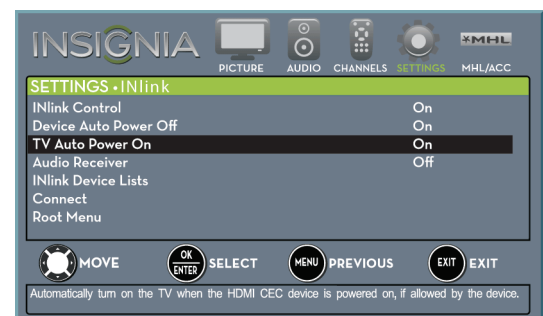 INSIGNIA
PICTURE AUDIO CHANNELS SETTINGS MHL/ACC
MHL
SETTINGS • INlink
INlink Control On
Device Auto Power Off On
TV Auto Power On On
Audio Receiver Off
INlink Device Lists
Connect
Root Menu
MOVE OK ENTER SELECT MENU PREVIOUS EXIT EXIT
Automatically turn on the TV when the HDMI CEC device is powered on, if allowed by the device.